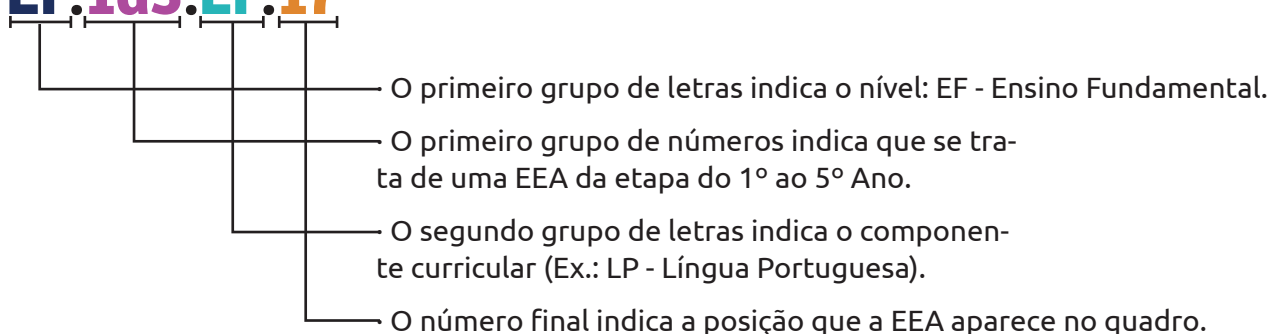 O primeiro grupo de letras indica o nível: EF - Ensino Fundamental.
O primeiro grupo de números indica que se tra-
ta de uma EEA da etapa do 1º ao 5º Ano.
O segundo grupo de letras indica o componen-
te curricular (Ex.: LP - Língua Portuguesa).
O número final indica a posição que a EEA aparece no quadro.